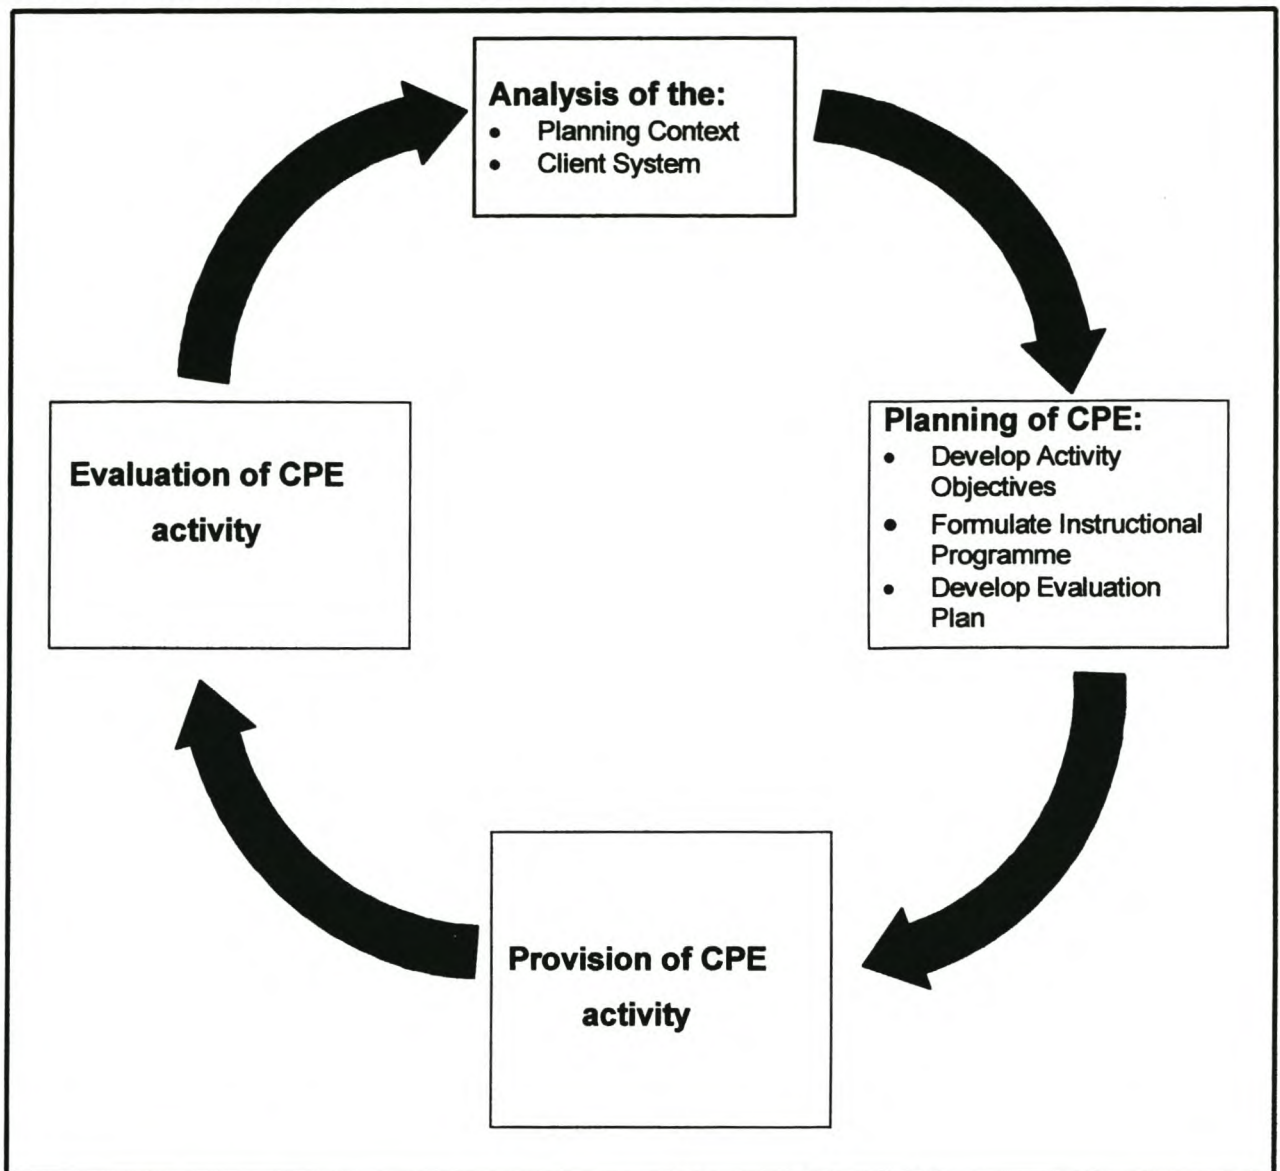 Analysis of the:
• Planning Context
• Client System
Planning of CPE:
• Develop Activity
Objectives
• Formulate Instructional
Programme
• Develop Evaluation
Plan
Provision of CPE
activity
Evaluation of CPE
activity